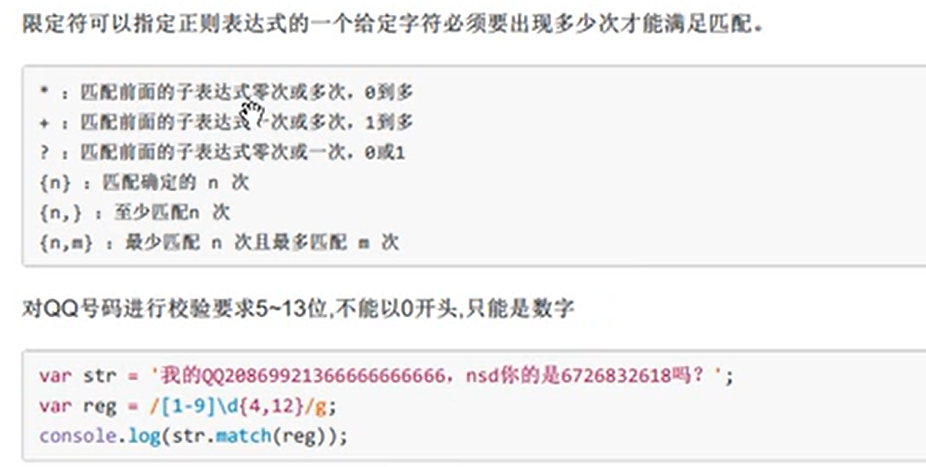 限定符可以指定正则表达式的一个给定字符必须要出现多少次才能满足匹配。
* : 匹配前面的子表达式零次或多次，0到多
+ : 匹配前面的子表达式一次或多次，1到多
? : 匹配前面的子表达式零次或一次，0或1
{n} : 匹配确定的 n 次
{n,} : 至少匹配n 次
{n,m} : 最少匹配 n 次且最多匹配 m 次
对QQ号码进行校验要求5~13位,不能以0开头,只能是数字
var str = '我的QQ20869921366666666666，nsd你的是6726832618吗？';
var reg = /[1-9]\d{4,12}/g;
console.log(str.match(reg));